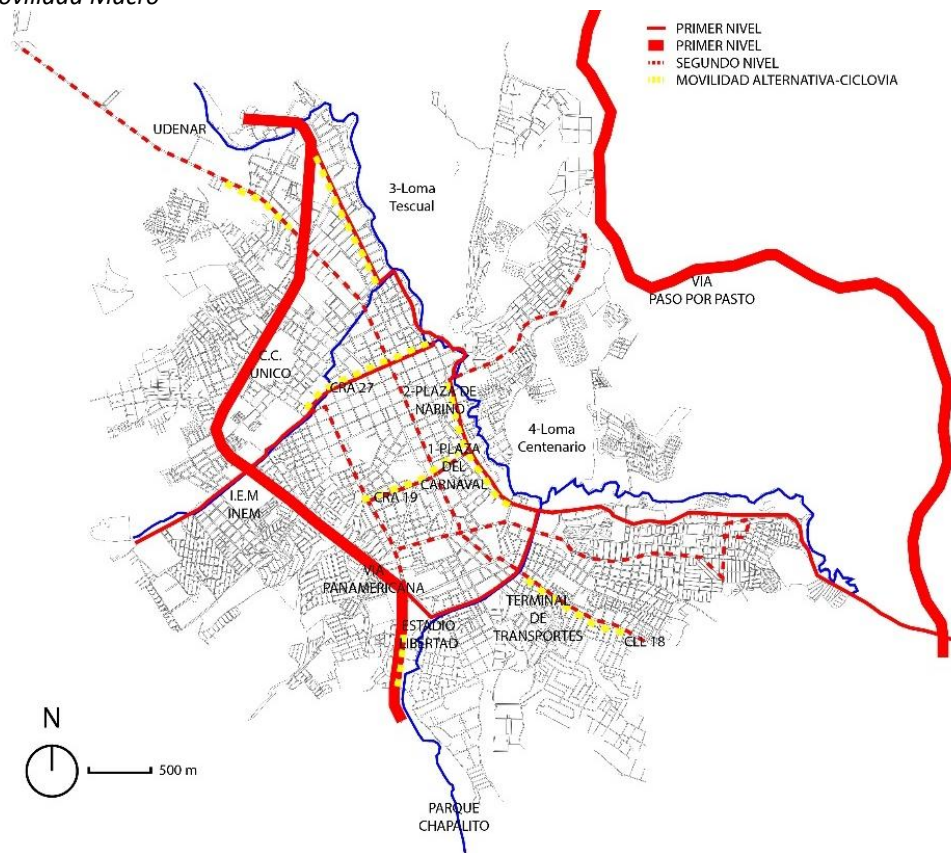 ovilidad Macro
PRIMER NIVEL
PRIMER NIVEL
SEGUNDO NIVEL
MOVILIDAD ALTERNATIVA-CICLOVIA
UDENAR
3-Loma
Tescual
VIA
PASO POR PASTO
C.C.
UNICO
CRA 27
2-PLAZA DE
NARIÑO
4-Loma
Centenario
1-PLAZA
DEL
CARNAVAL
CRA 19
I.E.M
INEM
VIA
PANAMERICANA
ESTADIO
LIBERTAD
TERMINAL
DE
TRANSPORTES
CLL 18
N
500 m
PARQUE
CHAPALITO